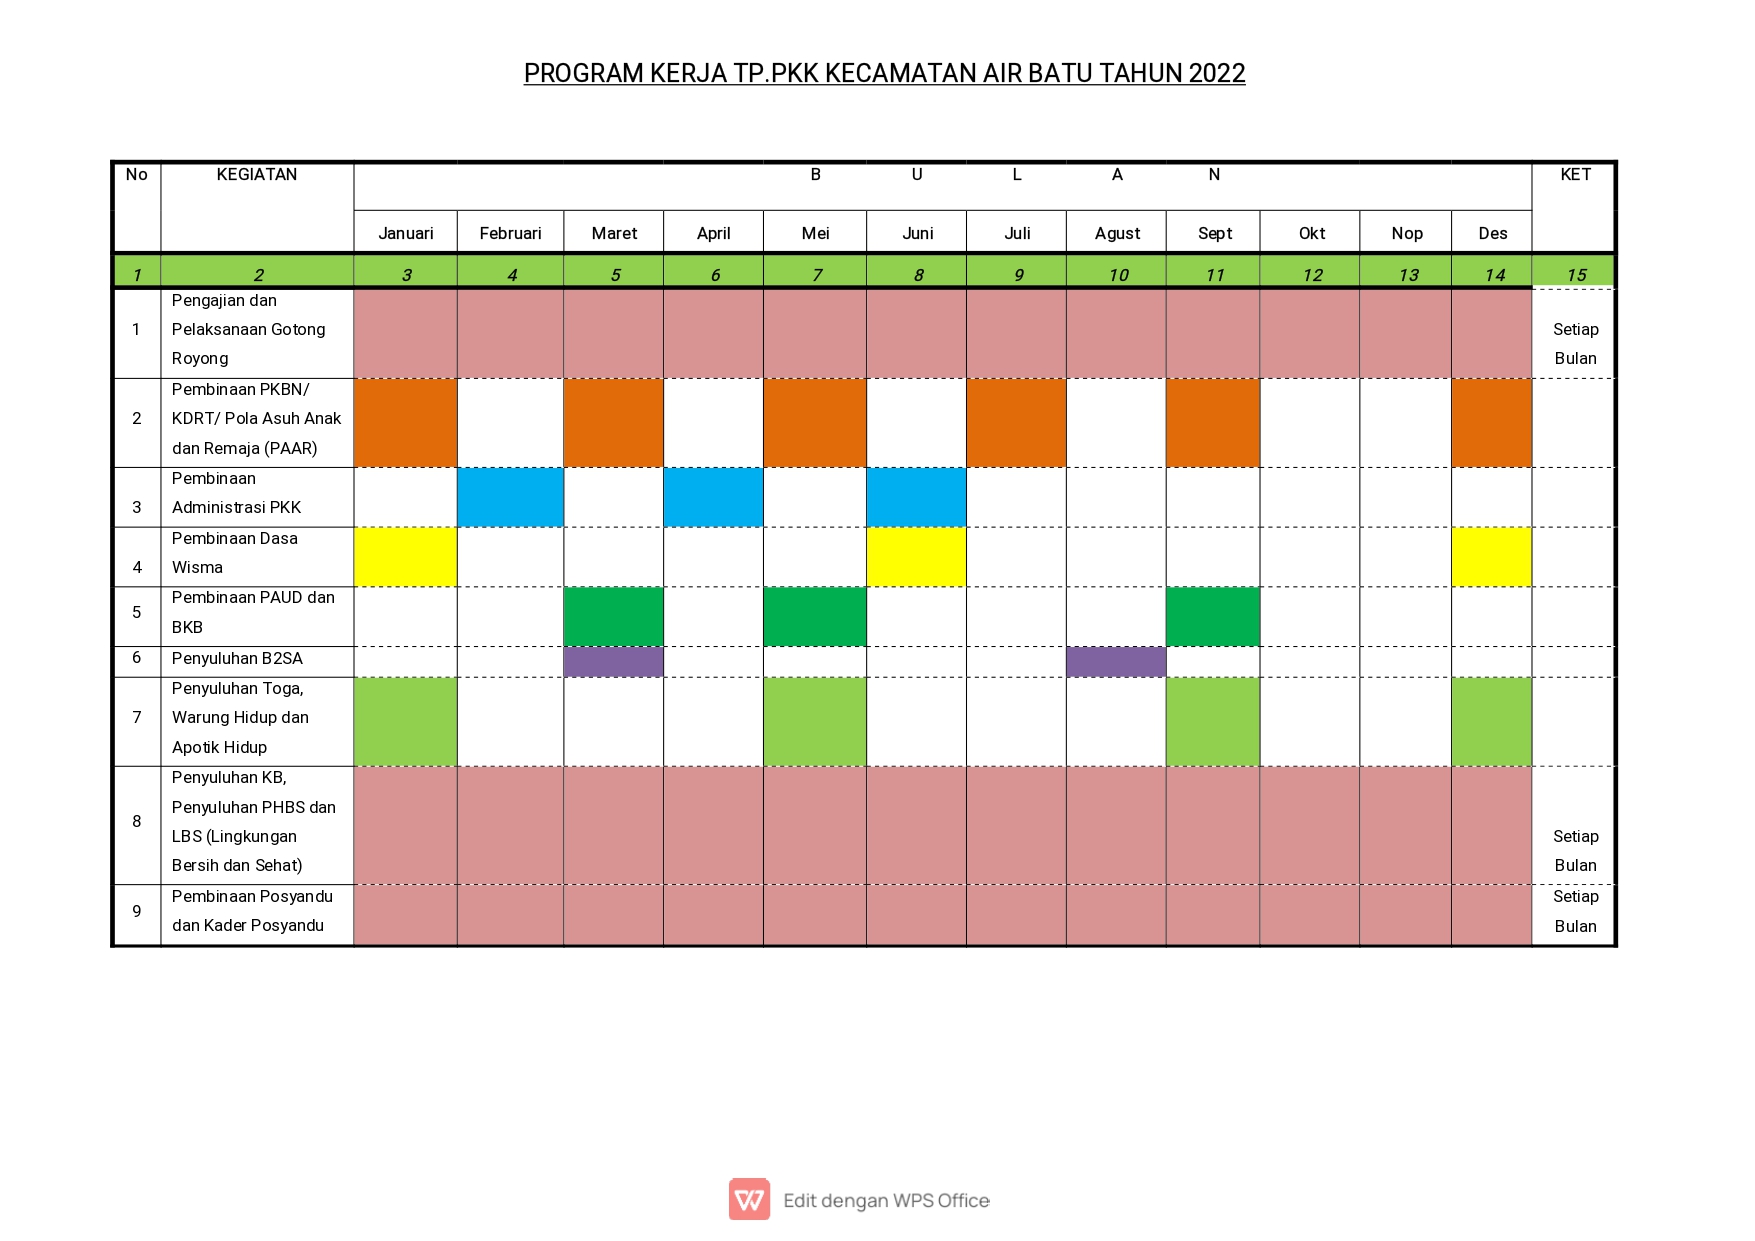 PROGRAM KERJA TP.PKK KECAMATAN AIR BATU TAHUN 2022
No KEGIATAN B U L A N KET
Januari Februari Maret April Mei Juni Juli Agust Sept Okt Nop Des
1 2 3 4 5 6 7 8 9 10 11 12 13 14 15
Pengajian dan
1 Pelaksanaan Gotong Setiap
Royong Bulan
Pembinaan PKBN/
2 KDRT/ Pola Asuh Anak
dan Remaja (PAAR)
Pembinaan
3 Administrasi PKK
Pembinaan Dasa
4 Wisma
Pembinaan PAUD dan
5
BKB
6 Penyuluhan B2SA
Penyuluhan Toga,
7 Warung Hidup dan
Apotik Hidup
Penyuluhan KB,
Penyuluhan PHBS dan
8
LBS (Lingkungan Setiap
Bersih dan Sehat) Bulan
Pembinaan Posyandu Setiap
9
dan Kader Posyandu Bulan
Edit dengan WPS Office